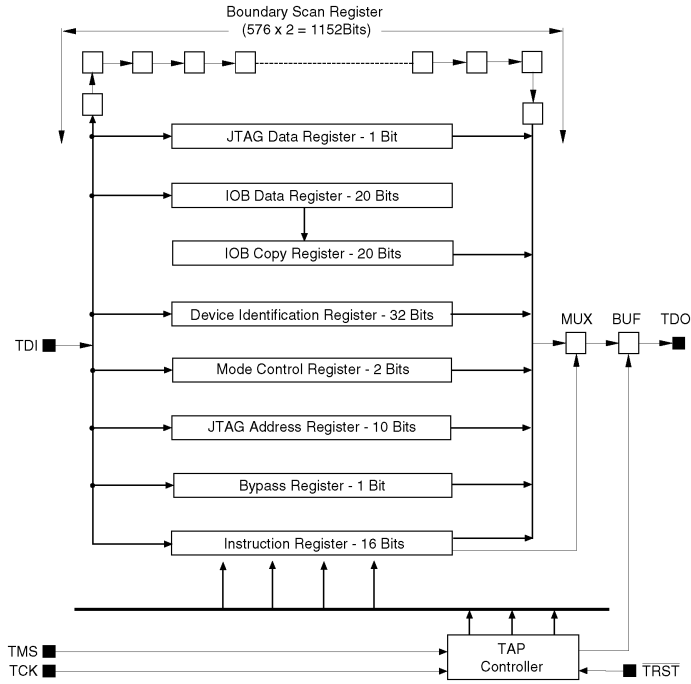 Boundary Scan Register
(576 x 2 = 1152Bits)
JTAG Data Register - 1 Bit
IOB Data Register - 20 Bits
IOB Copy Register - 20 Bits
Device Identification Register - 32 Bits
MUX BUF TDO
TDI
Mode Control Register - 2 Bits
JTAG Address Register - 10 Bits
Bypass Register - 1 Bit
Instruction Register - 16 Bits
TMS
TCK
TAP
Controller
T̅R̅S̅T̅